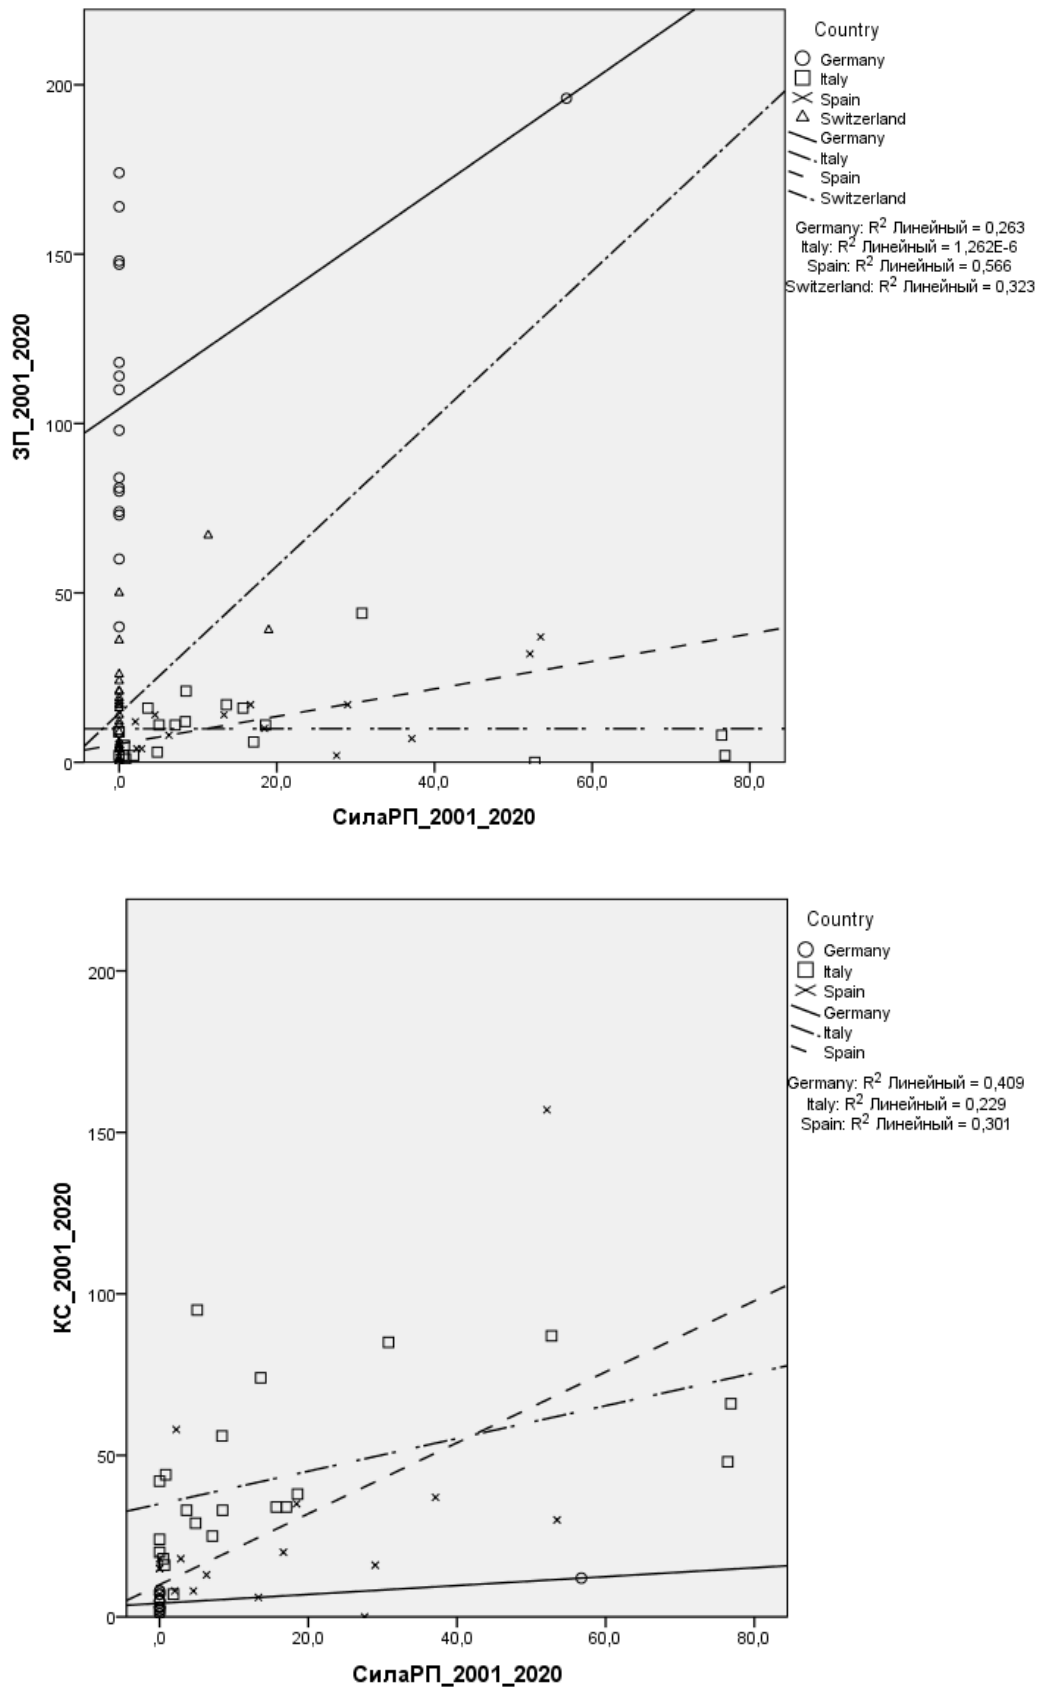 Country
Germany
Italy
Spain
Switzerland
Germany
Italy
Spain
Switzerland
Germany: R² Линейный = 0,263
Italy: R² Линейный = 1,262E-6
Spain: R² Линейный = 0,566
Switzerland: R² Линейный = 0,323
ЗП_2001_2020
200
150
100
50
0
,0 20,0 40,0 60,0 80,0
СилаРП_2001_2020
Country
Germany
Italy
Spain
Germany
Italy
Spain
Germany: R² Линейный = 0,409
Italy: R² Линейный = 0,229
Spain: R² Линейный = 0,301
КС_2001_2020
200
150
100
50
0
,0 20,0 40,0 60,0 80,0
СилаРП_2001_2020